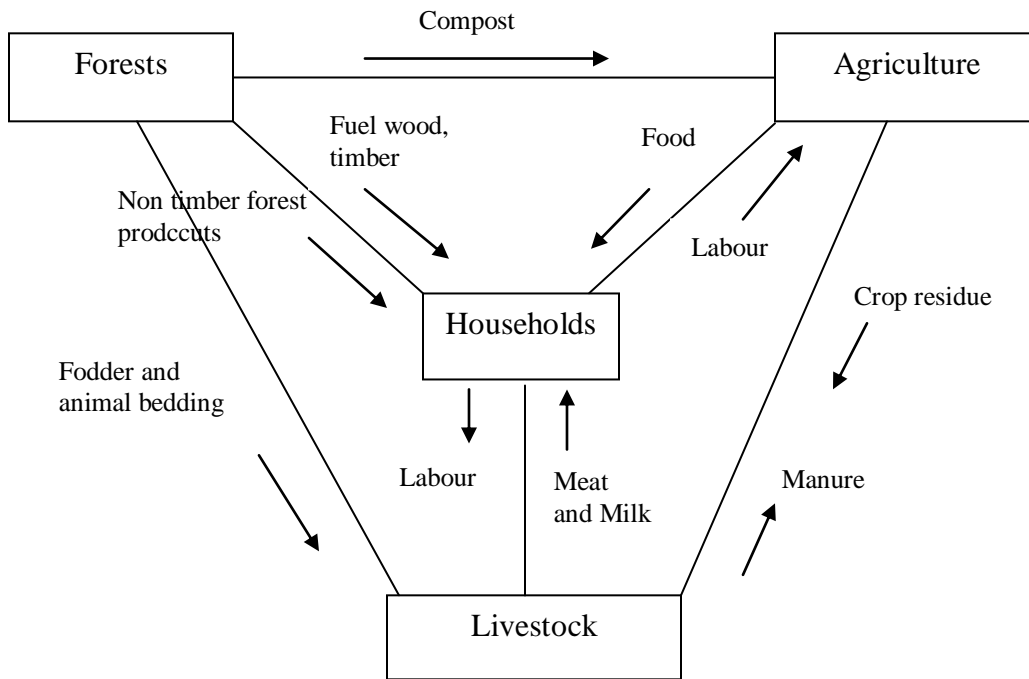 Compost
Forests
Agriculture
Fuel wood,
timber
Food
Non timber forest
prodccuts
Labour
Crop residue
Households
Fodder and
animal bedding
Labour
Meat
and Milk
Manure
Livestock